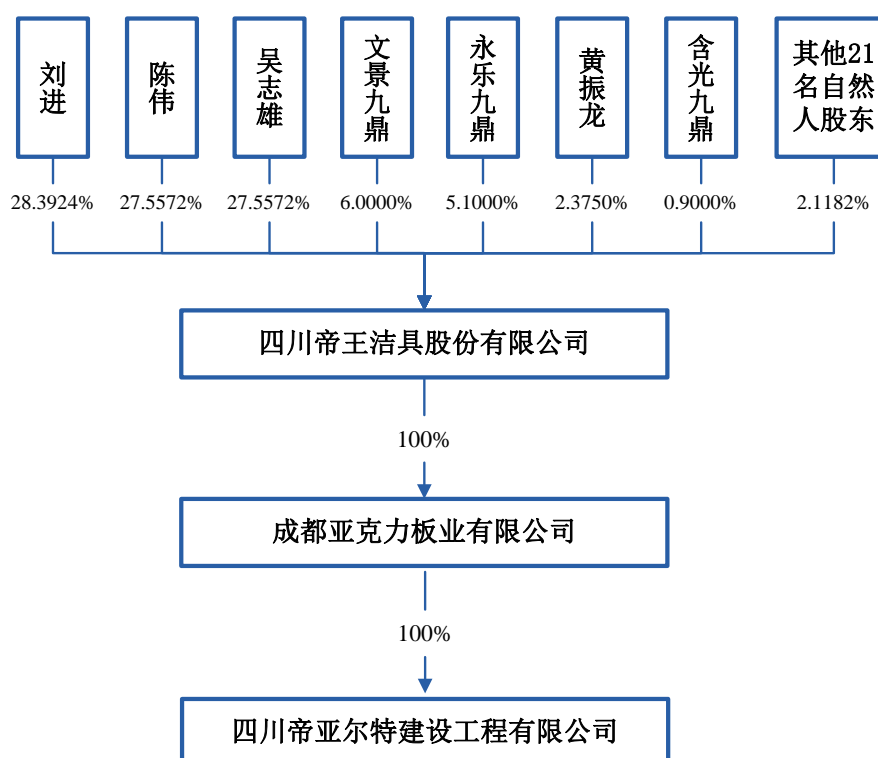 刘进
陈伟
吴志雄
文景九鼎
永乐九鼎
黄振龙
含光九鼎
其他21
名自然
人股东
28.3924%
27.5572%
27.5572%
6.0000%
5.1000%
2.3750%
0.9000%
2.1182%
四川帝王洁具股份有限公司
100%
成都亚克力板业有限公司
100%
四川帝亚尔特建设工程有限公司